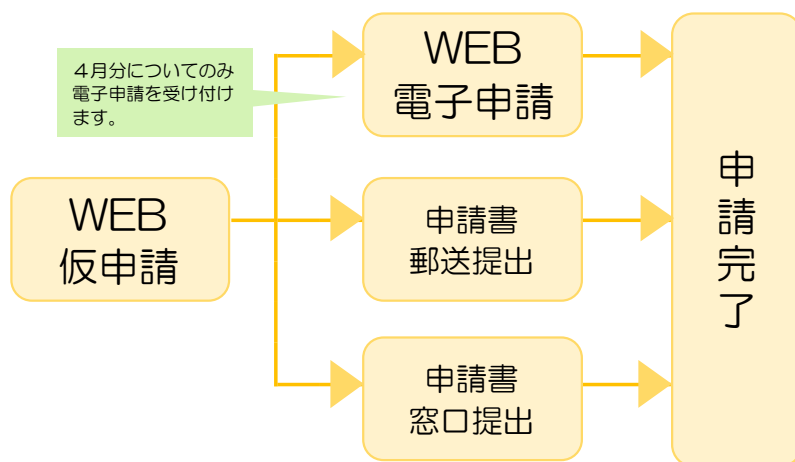 ４月分についてのみ
電子申請を受け付け
ます。
WEB
仮申請
WEB
電子申請
申請書
郵送提出
申請書
窓口提出
申請完了